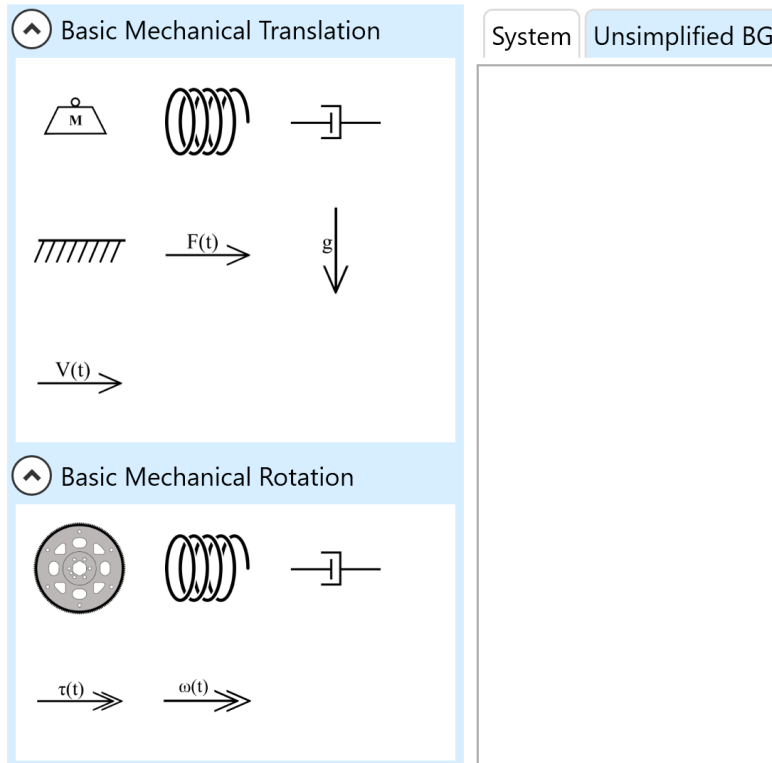 Basic Mechanical Translation
System
Unsimplified BG
M
F(t)
g
V(t)
Basic Mechanical Rotation
τ(t)
ω(t)